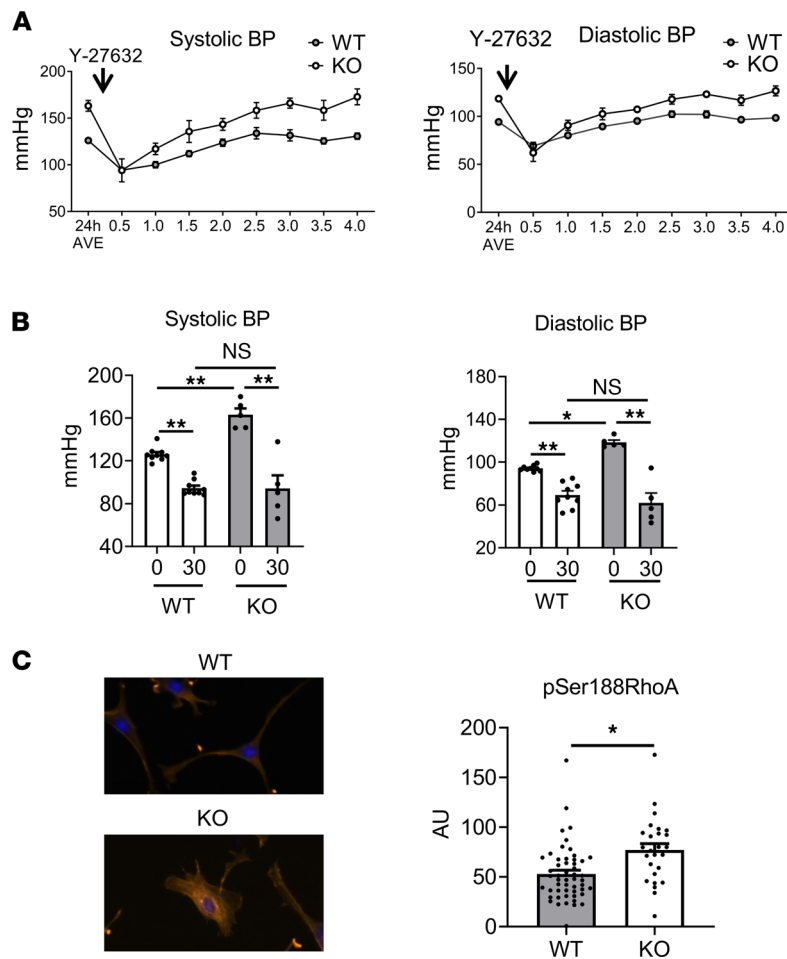 A
Systolic BP
Y-27632
WT
KO
mmHg
200
150
100
50
24h 0.5 1.0 1.5 2.0 2.5 3.0 3.5 4.0
AVE
Diastolic BP
Y-27632
WT
KO
mmHg
150
100
50
0
24h 0.5 1.0 1.5 2.0 2.5 3.0 3.5 4.0
AVE
B
Systolic BP
NS
** **
**
mmHg
200
160
120
80
40
0 30 0 30
WT KO
Diastolic BP
NS
* **
**
mmHg
180
140
100
60
20
0 30 0 30
WT KO
C
WT
KO
pSer188RhoA
*
AU
200
150
100
50
0
WT KO